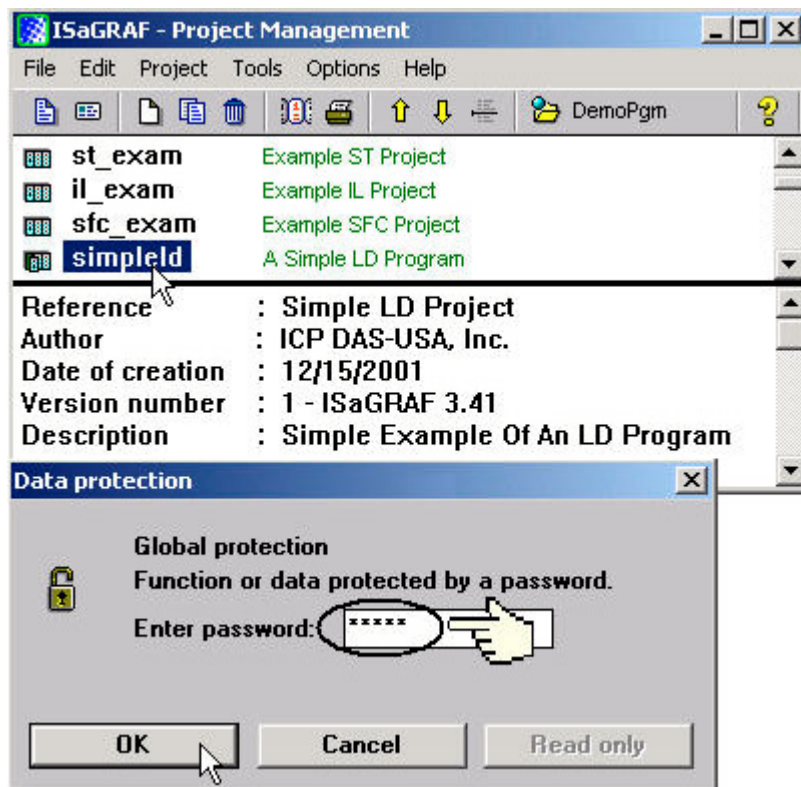 ISaGRAF - Project Management
File Edit Project Tools Options Help
DemoPgm
st_exam Example ST Project
il_exam Example IL Project
sfc_exam Example SFC Project
simpleld A Simple LD Program
Reference : Simple LD Project
Author : ICP DAS-USA, Inc.
Date of creation : 12/15/2001
Version number : 1 - ISaGRAF 3.41
Description : Simple Example Of An LD Program
Data protection
Global protection
Function or data protected by a password.
Enter password: *****
OK Cancel Read only